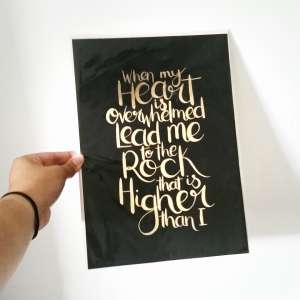 When my
Heart
is
overwhelmed
Lead me
to the
Rock
that is
Higher
than I